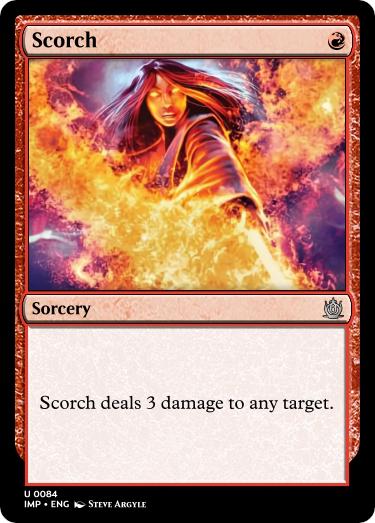 Scorch
Sorcery
Scorch deals 3 damage to any target.
U 0084
IMP • ENG Steve Argyle